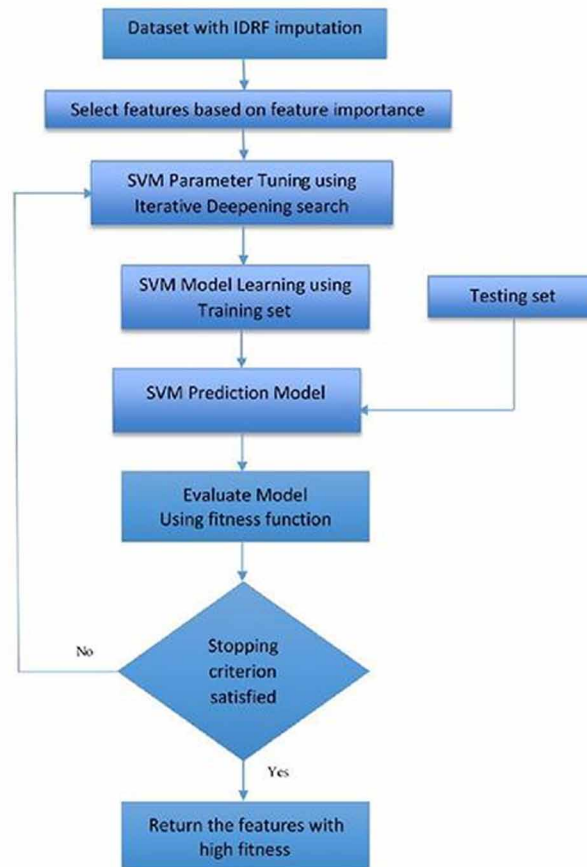 Dataset with IDRF imputation
Select features based on feature importance
SVM Parameter Tuning using
Iterative Deepening search
SVM Model Learning using
Training set
Testing set
SVM Prediction Model
Evaluate Model
Using fitness function
No
Stopping
criterion
satisfied
Yes
Return the features with
high fitness